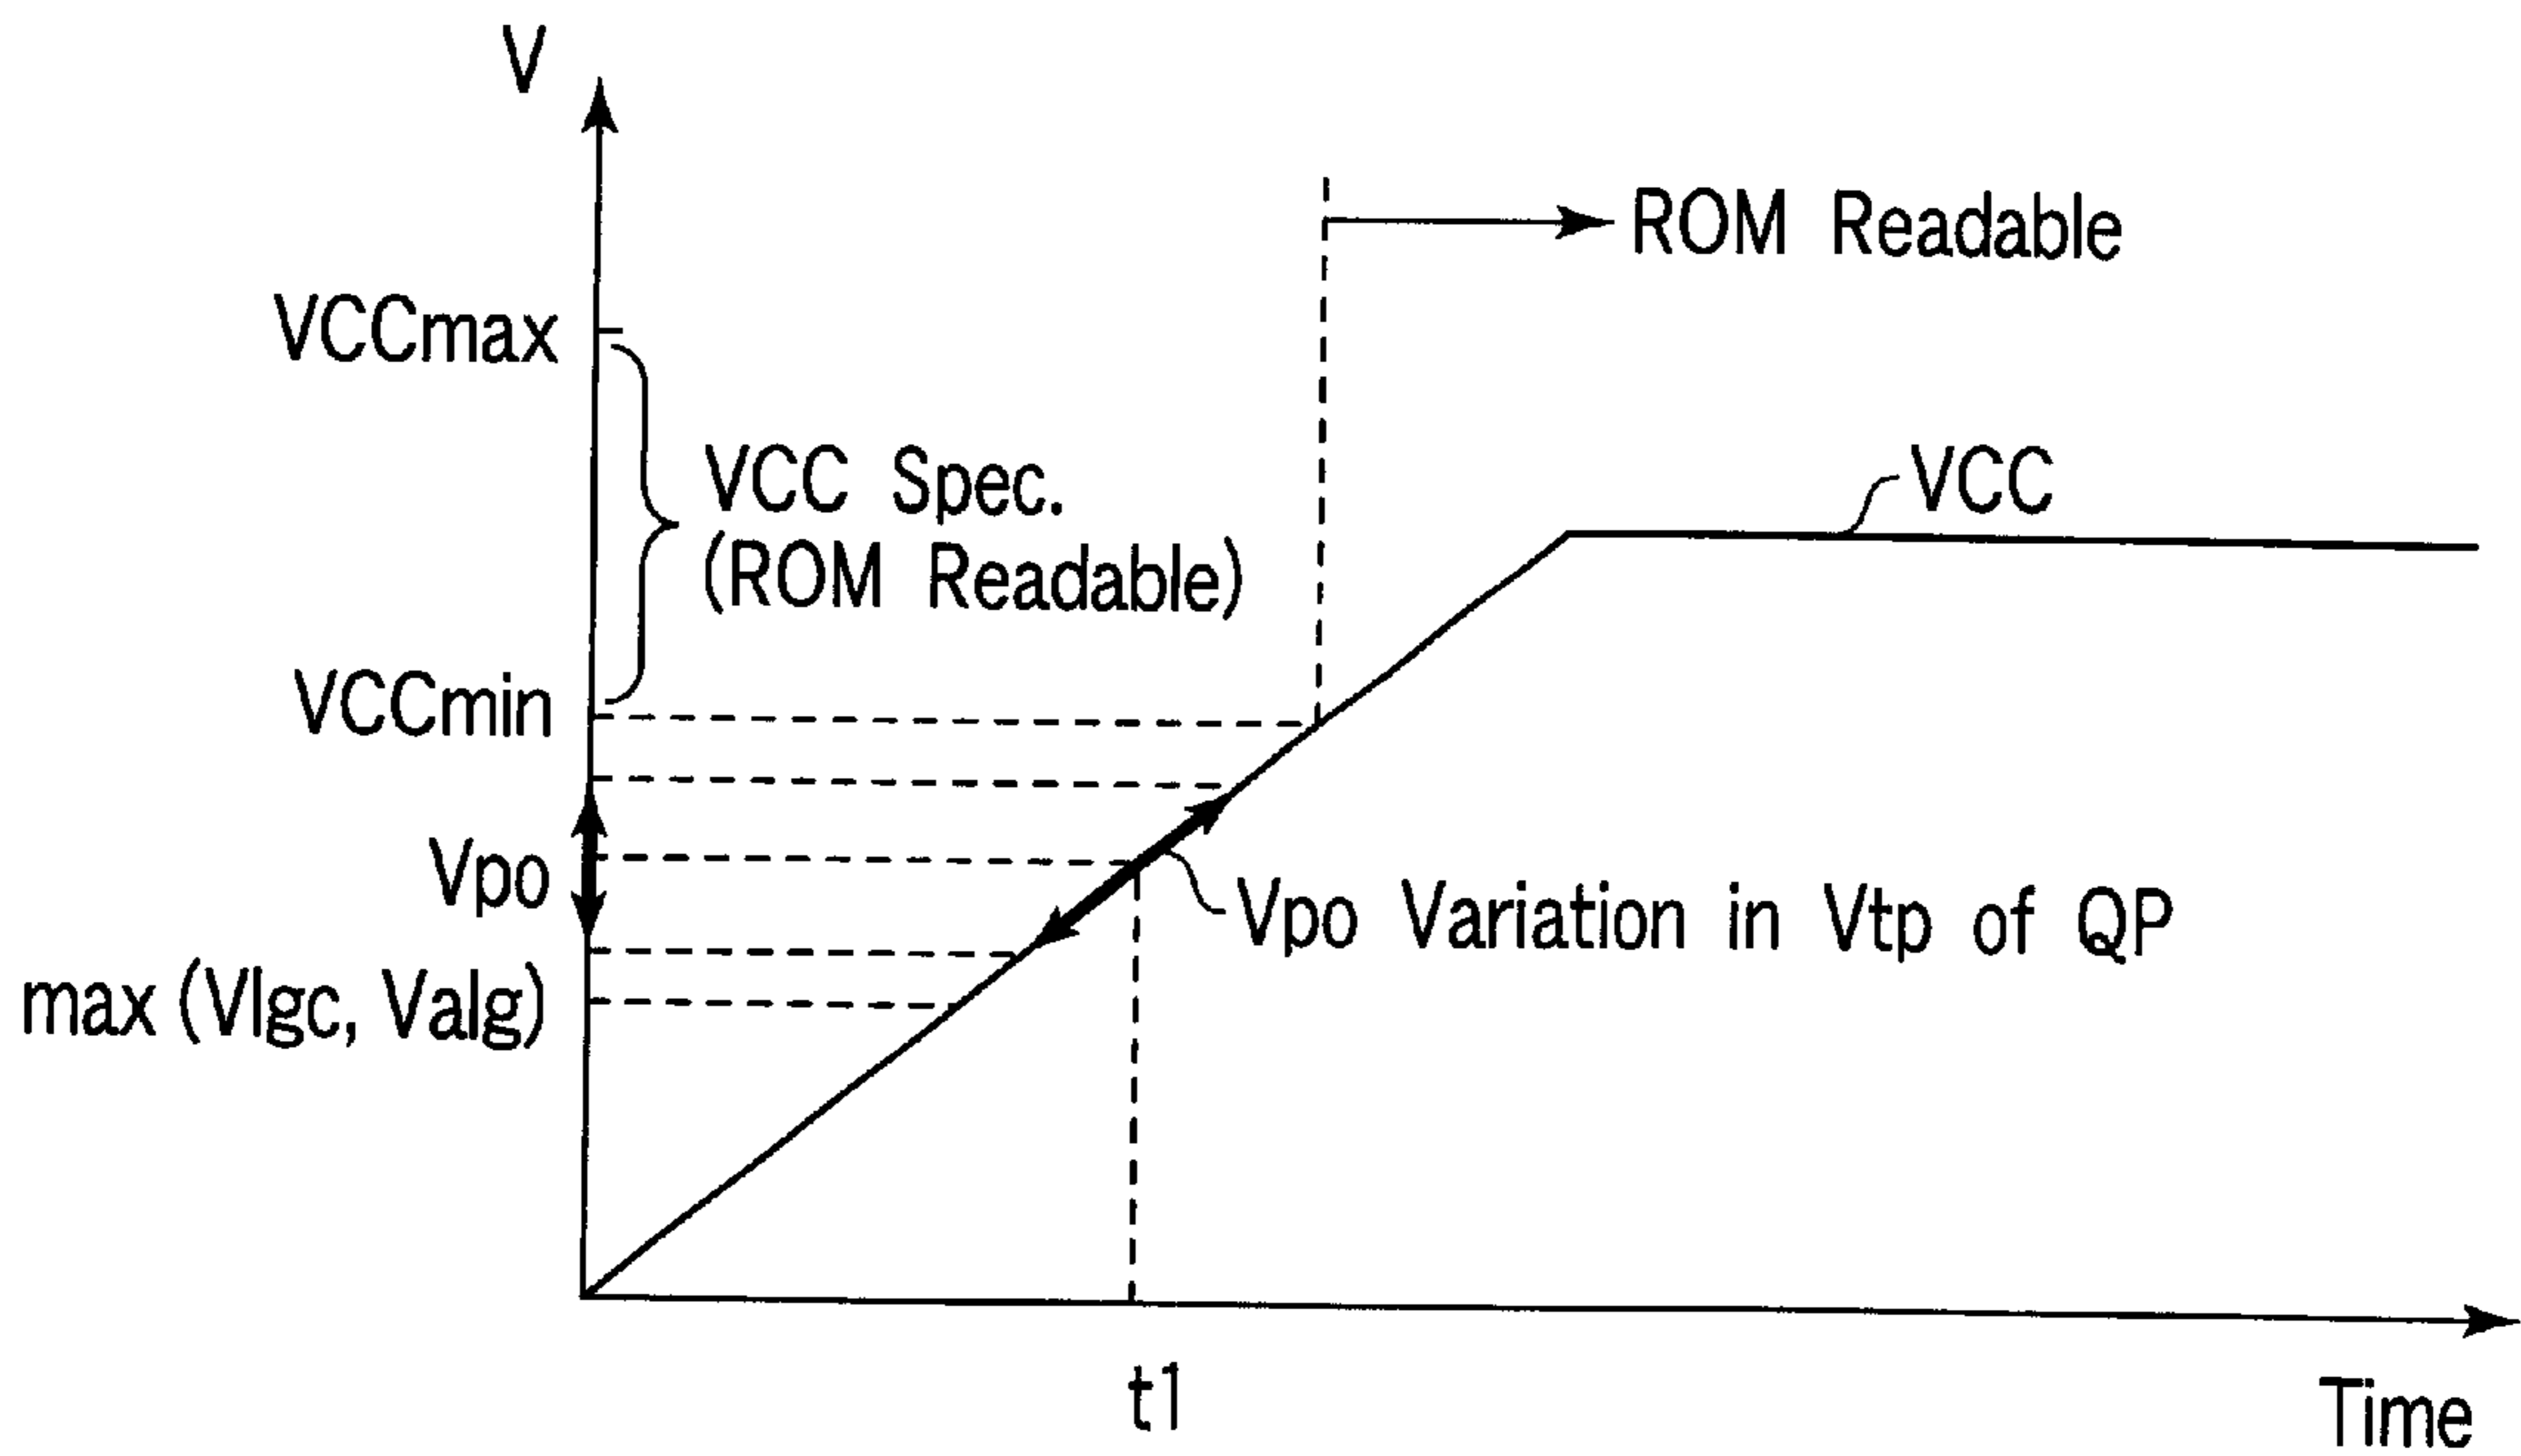 V
ROM Readable
VCCmax
VCC Spec.
(ROM Readable)
VCC
VCCmin
Vpo
Vpo Variation in Vtp of QP
max (Vlgc, Valg)
t1
Time